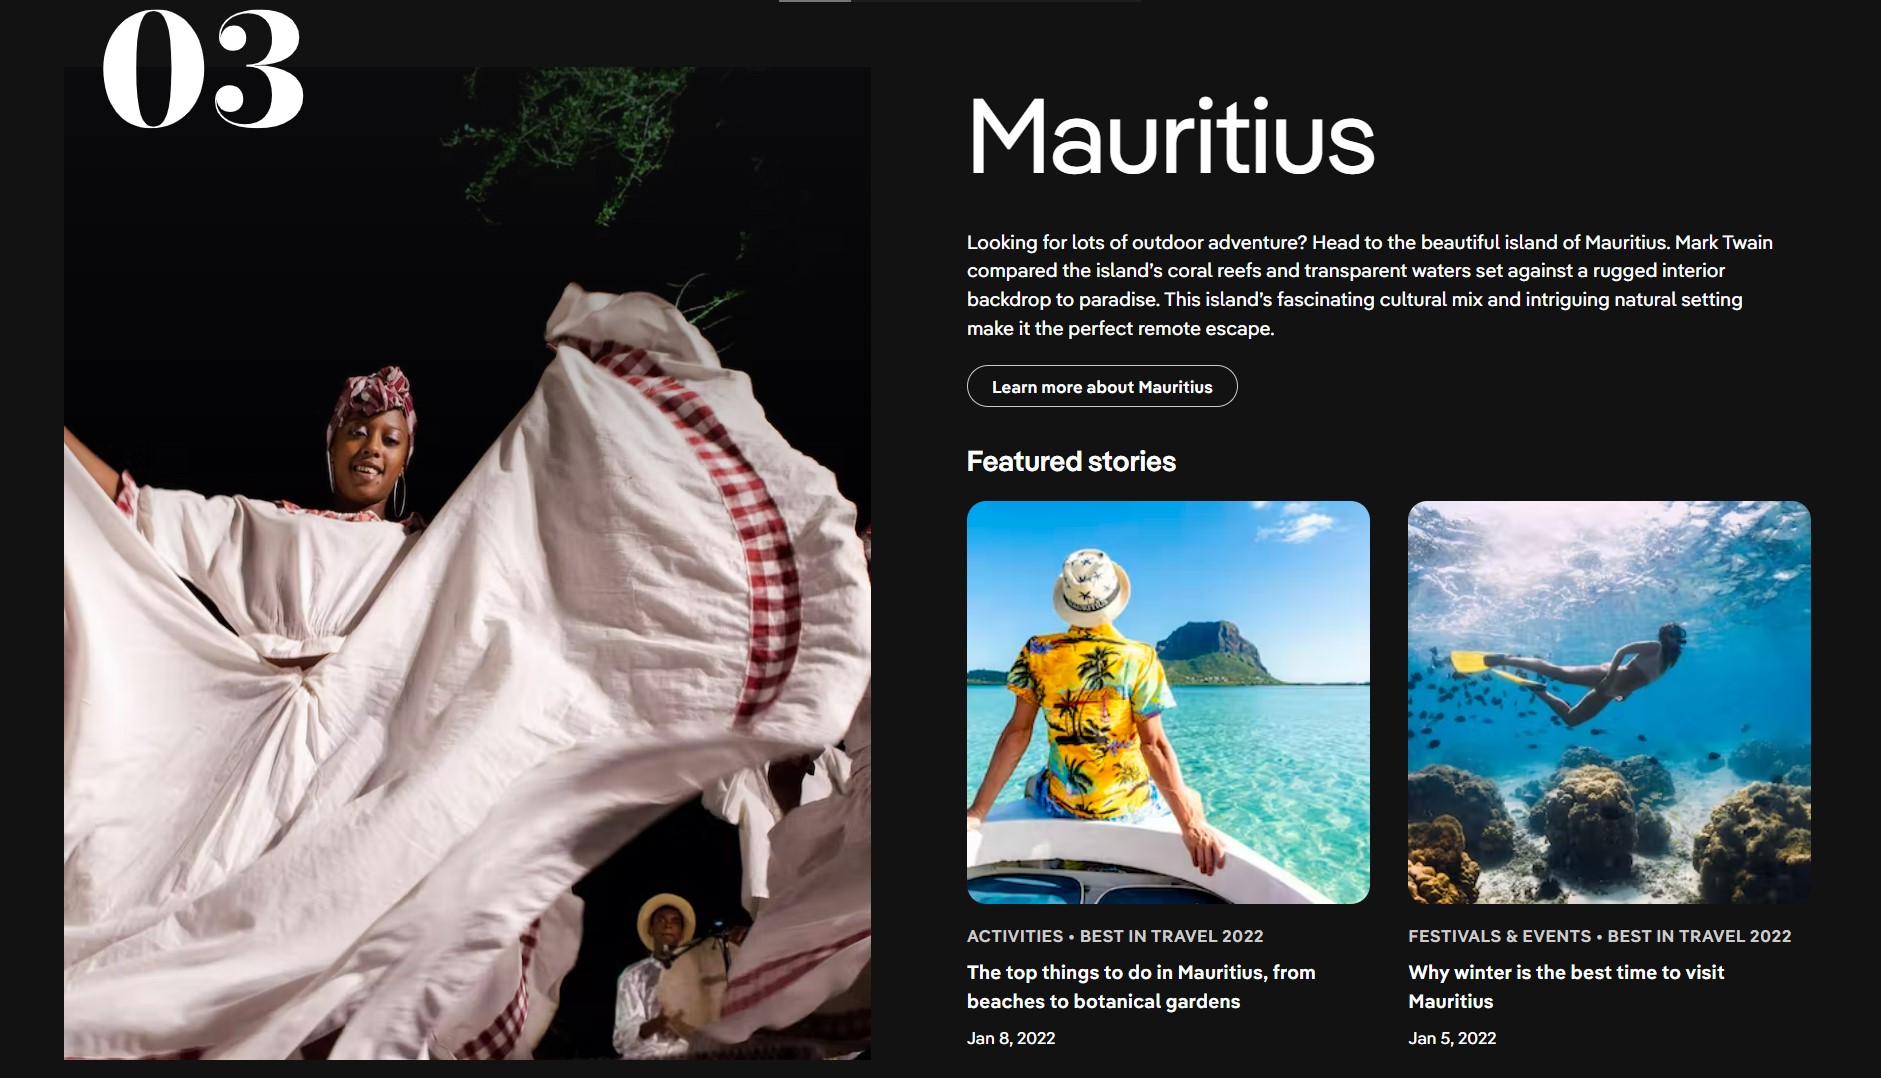 03
Mauritius
Looking for lots of outdoor adventure? Head to the beautiful island of Mauritius. Mark Twain
compared the island’s coral reefs and transparent waters set against a rugged interior
backdrop to paradise. This island’s fascinating cultural mix and intriguing natural setting
make it the perfect remote escape.
Learn more about Mauritius
Featured stories
MAURITIUS
ACTIVITIES • BEST IN TRAVEL 2022
The top things to do in Mauritius, from
beaches to botanical gardens
Jan 8, 2022
FESTIVALS & EVENTS • BEST IN TRAVEL 2022
Why winter is the best time to visit
Mauritius
Jan 5, 2022